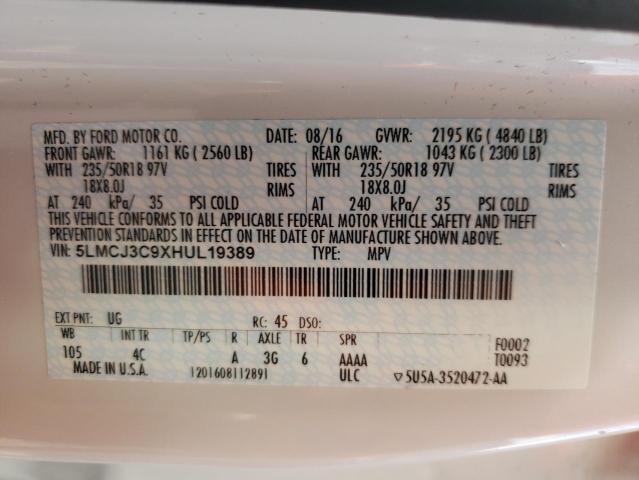 MFD. BY FORD MOTOR CO. DATE: 08/16 GVWR: 2195 KG ( 4840 LB)
FRONT GAWR: 1161 KG ( 2560 LB) REAR GAWR: 1043 KG ( 2300 LB)
WITH 235/50R18 97V TIRES WITH 235/50R18 97V TIRES
18X8.0J RIMS 18X8.0J RIMS
AT 240 kPa/ 35 PSI COLD AT 240 kPa/ 35 PSI COLD
THIS VEHICLE CONFORMS TO ALL APPLICABLE FEDERAL MOTOR VEHICLE SAFETY AND THEFT
PREVENTION STANDARDS IN EFFECT ON THE DATE OF MANUFACTURE SHOWN ABOVE.
VIN: 5LMCJ3C9XHUL19389 TYPE: MPV
EXT PNT: UG RC: 45 DSO: F0002
WB INT TR TP/PS R AXLE TR SPR T0093
105 4C A 3G 6 AAAA
MADE IN U.S.A. 1201608112891 ULC ▽5U5A-3520472-AA